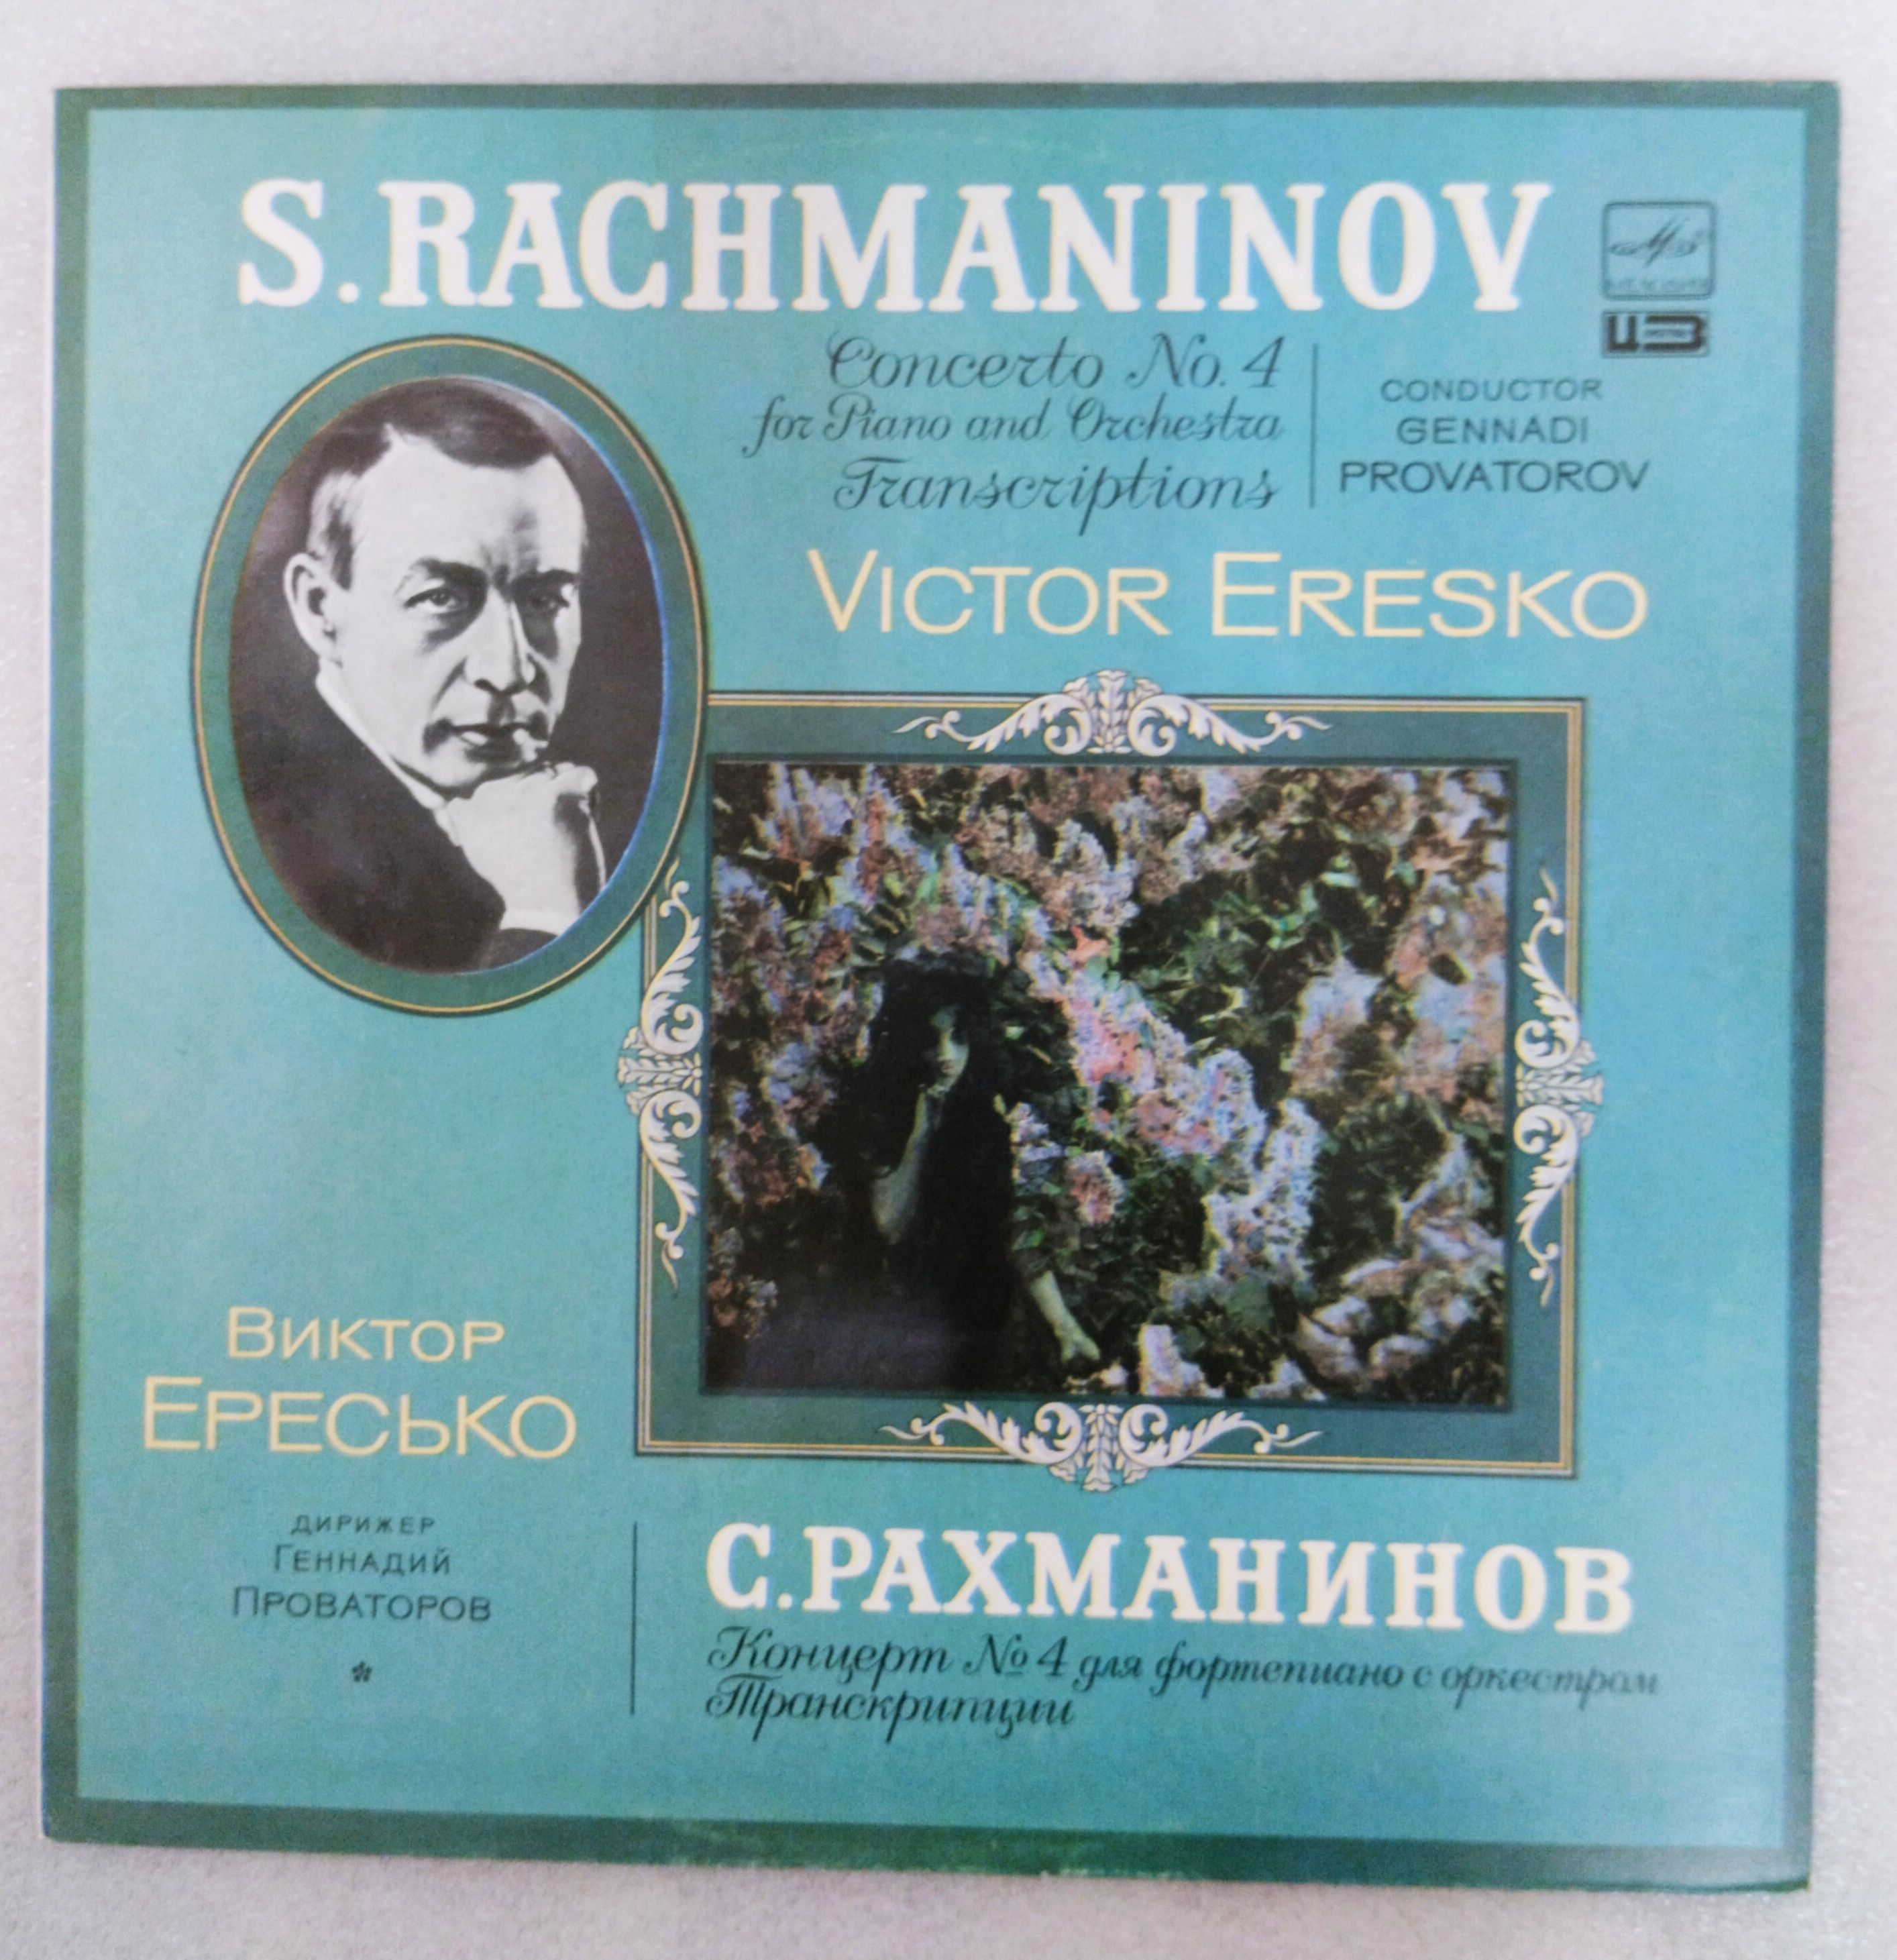 S.RACHMANINOV
Concerto No. 4
for Piano and Orchestra
Transcriptions
CONDUCTOR
GENNADI
PROVATOROV
VICTOR ERESKO
ВИКТОР
ЕРЕСЬКО
ДИРИЖЕР
ГЕННАДИЙ
ПРОВАТОРОВ
*
С.РАХМАНИНОВ
Концерт № 4 для фортепиано с оркестром
Транскрипции